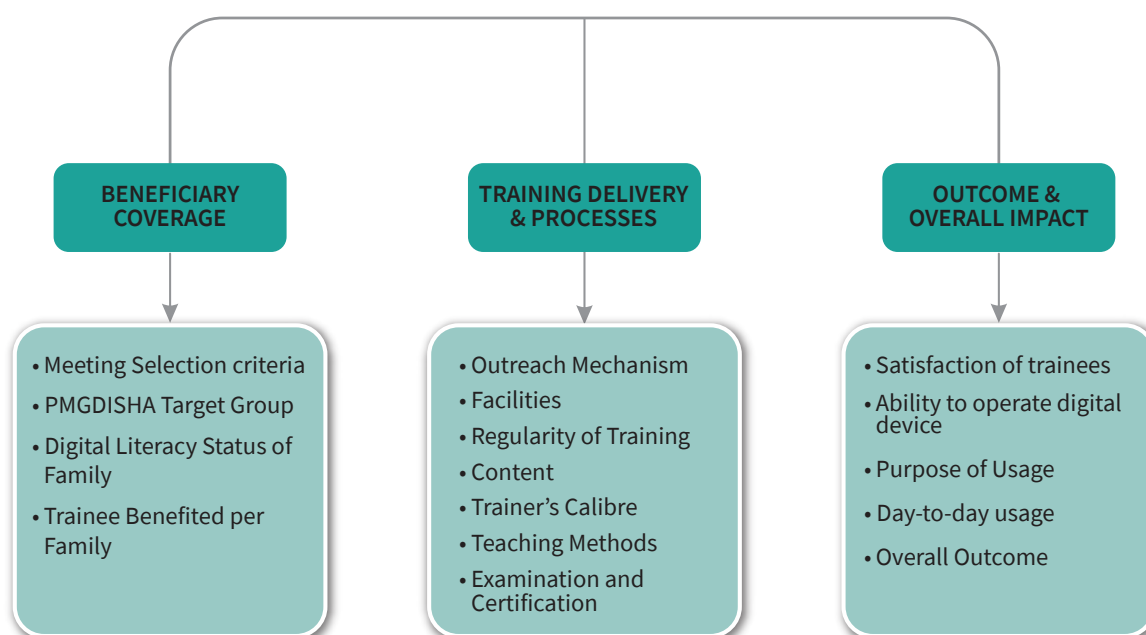 BENEFICIARY
COVERAGE
• Meeting Selection criteria
• PMGDISHA Target Group
• Digital Literacy Status of
Family
• Trainee Benefited per
Family
TRAINING DELIVERY
& PROCESSES
• Outreach Mechanism
• Facilities
• Regularity of Training
• Content
• Trainer’s Calibre
• Teaching Methods
• Examination and
Certification
OUTCOME &
OVERALL IMPACT
• Satisfaction of trainees
• Ability to operate digital
device
• Purpose of Usage
• Day-to-day usage
• Overall Outcome